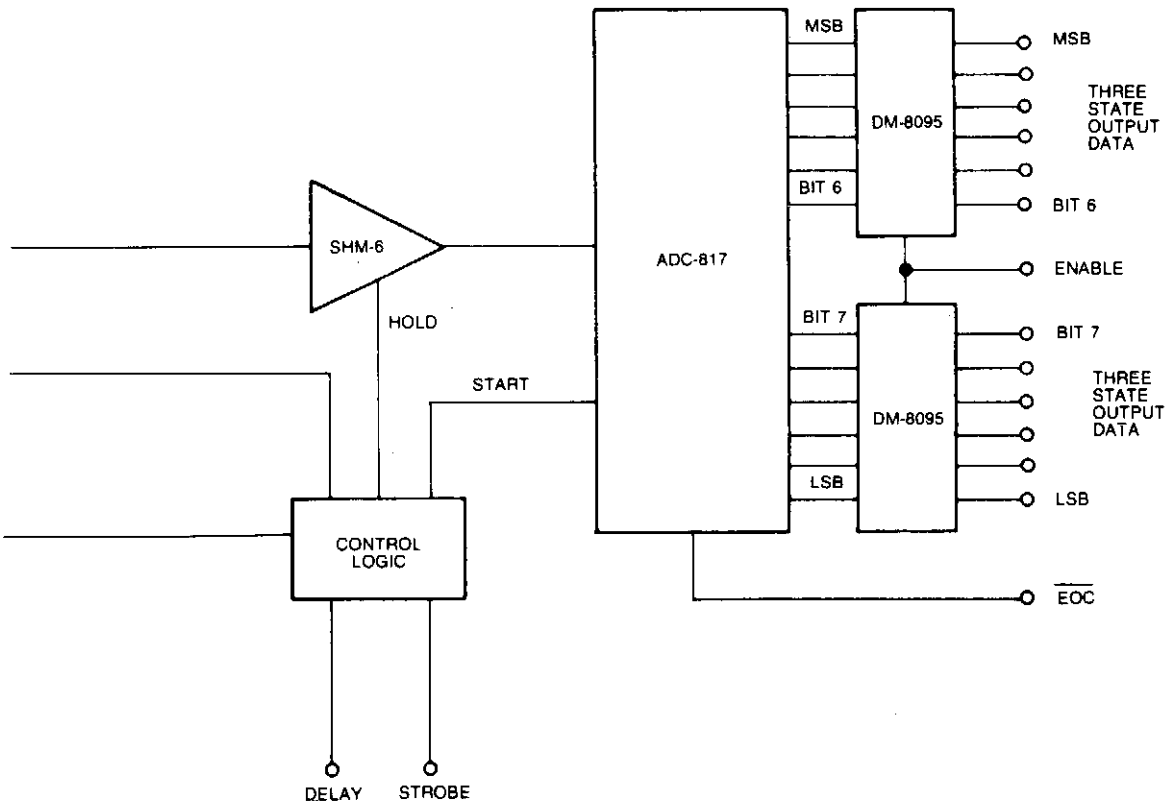 MSB
MSB
THREE
STATE
OUTPUT
DATA
DM-8095
BIT 6
BIT 6
SHM-6
ADC-817
ENABLE
HOLD
BIT 7
BIT 7
START
THREE
STATE
OUTPUT
DATA
DM-8095
LSB
LSB
CONTROL
LOGIC
EOC
DELAY
STROBE